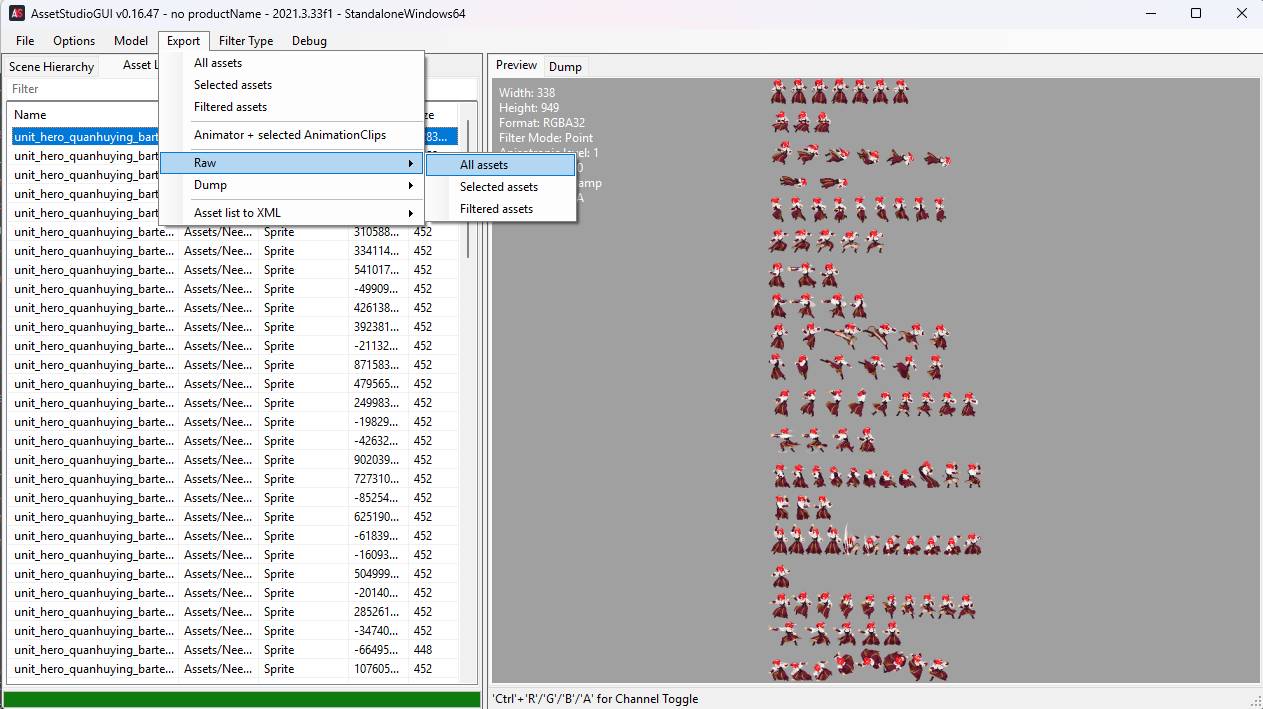 AssetStudioGUI v0.16.47 - no productName - 2021.3.33f1 - StandaloneWindows64
File Options Model Export Filter Type Debug
Scene Hierarchy Asset L
Filter
Name ze
All assets
Selected assets
Filtered assets
Animator + selected AnimationClips
Raw
Dump
Asset list to XML
All assets
Selected assets
Filtered assets
unit_hero_quanhuying_bart 83...
unit_hero_quanhuying_bart
unit_hero_quanhuying_bart
unit_hero_quanhuying_bart
unit_hero_quanhuying_bart
unit_hero_quanhuying_barte... Assets/Nee... Sprite 310588... 452
unit_hero_quanhuying_barte... Assets/Nee... Sprite 334114... 452
unit_hero_quanhuying_barte... Assets/Nee... Sprite 541017... 452
unit_hero_quanhuying_barte... Assets/Nee... Sprite -49909... 452
unit_hero_quanhuying_barte... Assets/Nee... Sprite 426138... 452
unit_hero_quanhuying_barte... Assets/Nee... Sprite 392381... 452
unit_hero_quanhuying_barte... Assets/Nee... Sprite -21132... 452
unit_hero_quanhuying_barte... Assets/Nee... Sprite 871583... 452
unit_hero_quanhuying_barte... Assets/Nee... Sprite 479565... 452
unit_hero_quanhuying_barte... Assets/Nee... Sprite 249983... 452
unit_hero_quanhuying_barte... Assets/Nee... Sprite -19829... 452
unit_hero_quanhuying_barte... Assets/Nee... Sprite -42632... 452
unit_hero_quanhuying_barte... Assets/Nee... Sprite 902039... 452
unit_hero_quanhuying_barte... Assets/Nee... Sprite 727310... 452
unit_hero_quanhuying_barte... Assets/Nee... Sprite -85254... 452
unit_hero_quanhuying_barte... Assets/Nee... Sprite 625190... 452
unit_hero_quanhuying_barte... Assets/Nee... Sprite -61839... 452
unit_hero_quanhuying_barte... Assets/Nee... Sprite -16093... 452
unit_hero_quanhuying_barte... Assets/Nee... Sprite 504999... 452
unit_hero_quanhuying_barte... Assets/Nee... Sprite -20140... 452
unit_hero_quanhuying_barte... Assets/Nee... Sprite 285261... 452
unit_hero_quanhuying_barte... Assets/Nee... Sprite -34740... 452
unit_hero_quanhuying_barte... Assets/Nee... Sprite -66495... 448
unit_hero_quanhuying_barte... Assets/Nee... Sprite 107605... 452
Preview Dump
Width: 338
Height: 949
Format: RGBA32
Filter Mode: Point
Anisotropic level: 1
0
amp
A
'Ctrl'+'R'/'G'/'B'/'A' for Channel Toggle